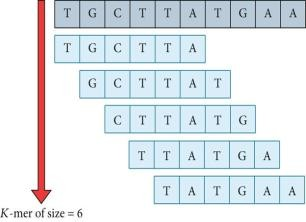 T G C T T A T G A A
T G C T T A
G C T T A T
C T T A T G
T T A T G A
T A T G A A
K-mer of size = 6